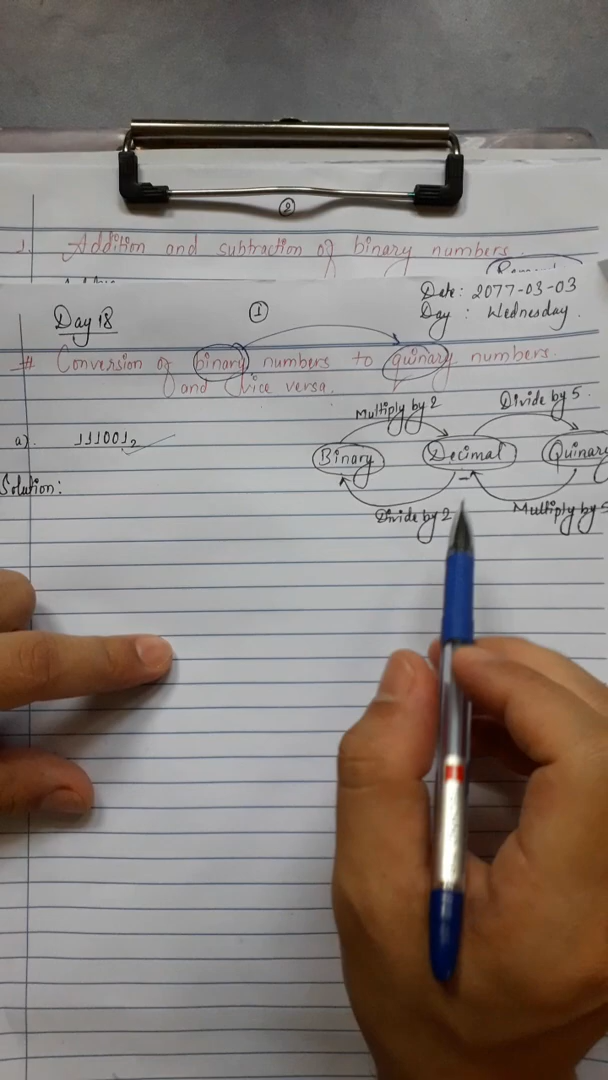 ②
1. Addition and subtraction of binary numbers.
Date: 2077-03-03
Day 18
①
Day : Wednesday.
# Conversion of binary numbers to quinary numbers.
and vice versa.
Multiply by 2
Divide by 5.
a). 111001₂
Binary
Decimal
Quinary
Solution:
Divide by 2
Multiply by 5